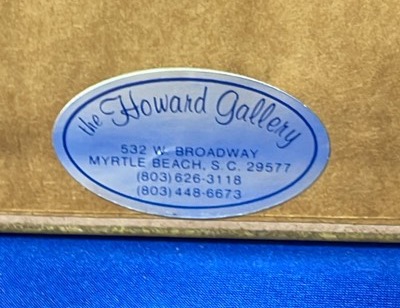 the Howard Gallery
532 W. BROADWAY
MYRTLE BEACH, S.C. 29577
(803) 626-3118
(803) 448-6673